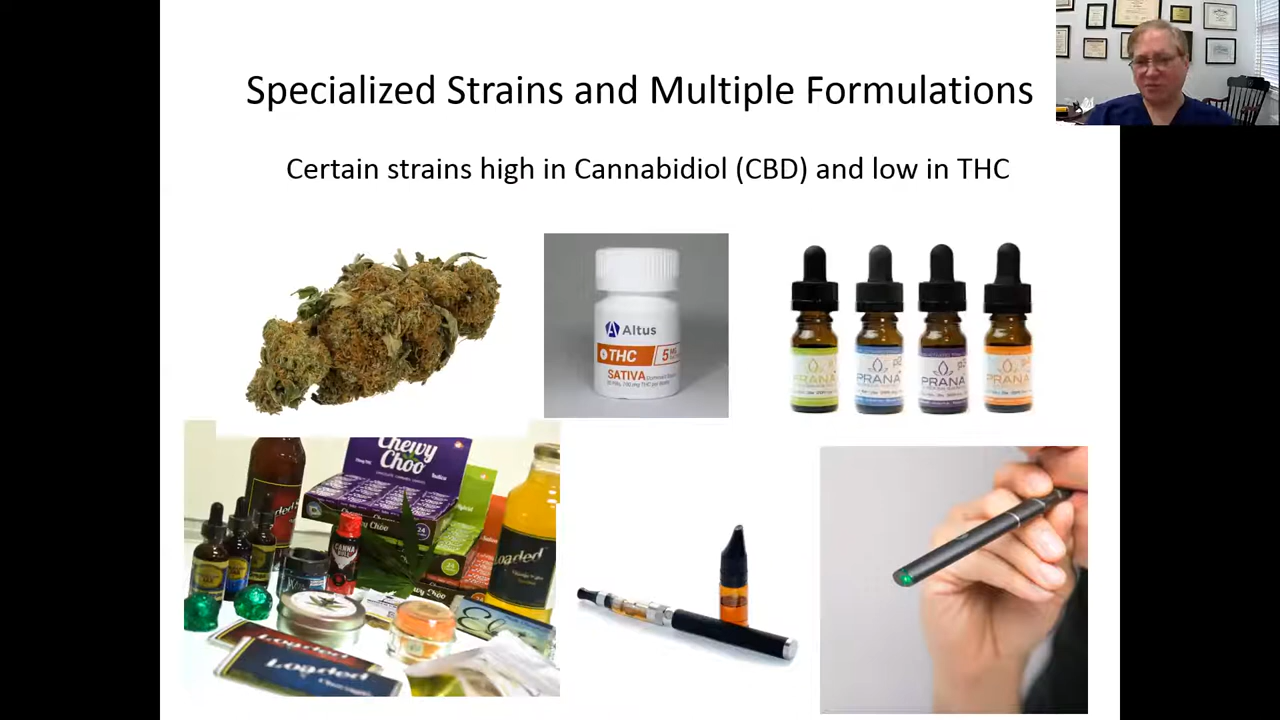 Specialized Strains and Multiple Formulations
Certain strains high in Cannabidiol (CBD) and low in THC
Altus
THC 5
SATIVA
PRANA
PRANA
PRANA
PRANA
Chewy
Choo
Loaded
Loaded